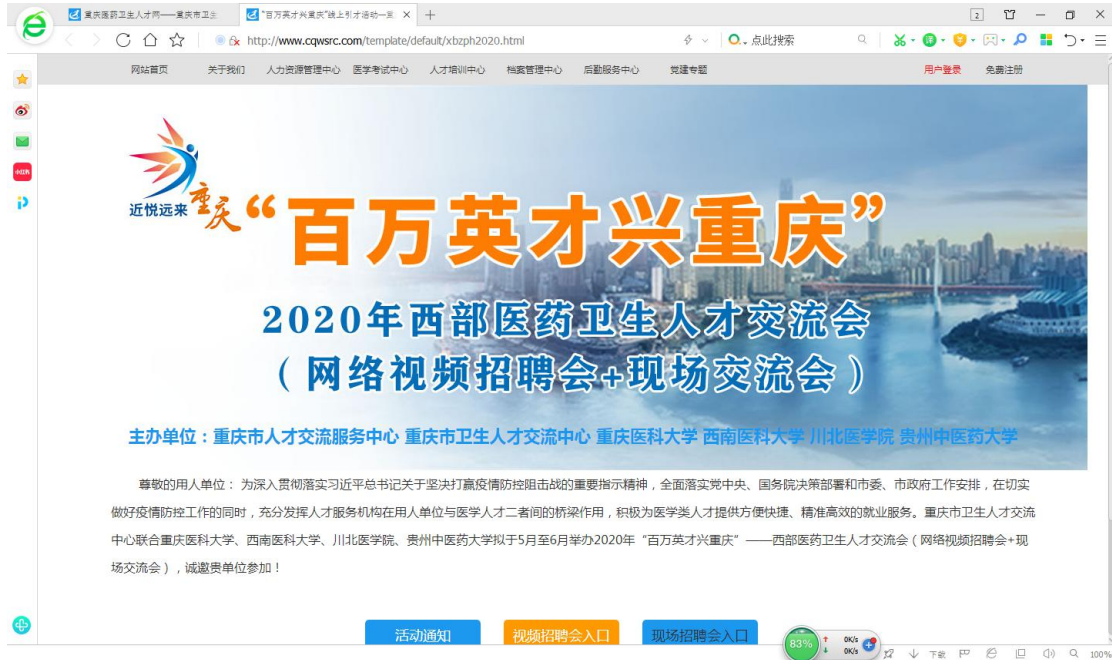 重庆医药卫生人才网——重庆市卫生
“百万英才兴重庆”线上引才活动—重
2
http://www.cqwsrc.com/template/default/xbzph2020.html
点此搜索
网站首页 关于我们 人力资源管理中心 医学考试中心 人才培训中心 档案管理中心 后勤服务中心 党建专题 用户登录 免费注册
近悦远来 重庆
“百万英才兴重庆”
2020年西部医药卫生人才交流会
（网络视频招聘会+现场交流会）
主办单位：重庆市人才交流服务中心 重庆市卫生人才交流中心 重庆医科大学 西南医科大学 川北医学院 贵州中医药大学
尊敬的用人单位： 为深入贯彻落实习近平总书记关于坚决打赢疫情防控阻击战的重要指示精神，全面落实党中央、国务院决策部署和市委、市政府工作安排，在切实
做好疫情防控工作的同时，充分发挥人才服务机构在用人单位与医学人才二者间的桥梁作用，积极为医学类人才提供方便快捷、精准高效的就业服务。重庆市卫生人才交流
中心联合重庆医科大学、西南医科大学、川北医学院、贵州中医药大学拟于5月至6月举办2020年“百万英才兴重庆”——西部医药卫生人才交流会（网络视频招聘会+现
场交流会），诚邀贵单位参加！
活动通知 视频招聘会入口 现场招聘会入口
83% 0K/s
0K/s
下载 100%